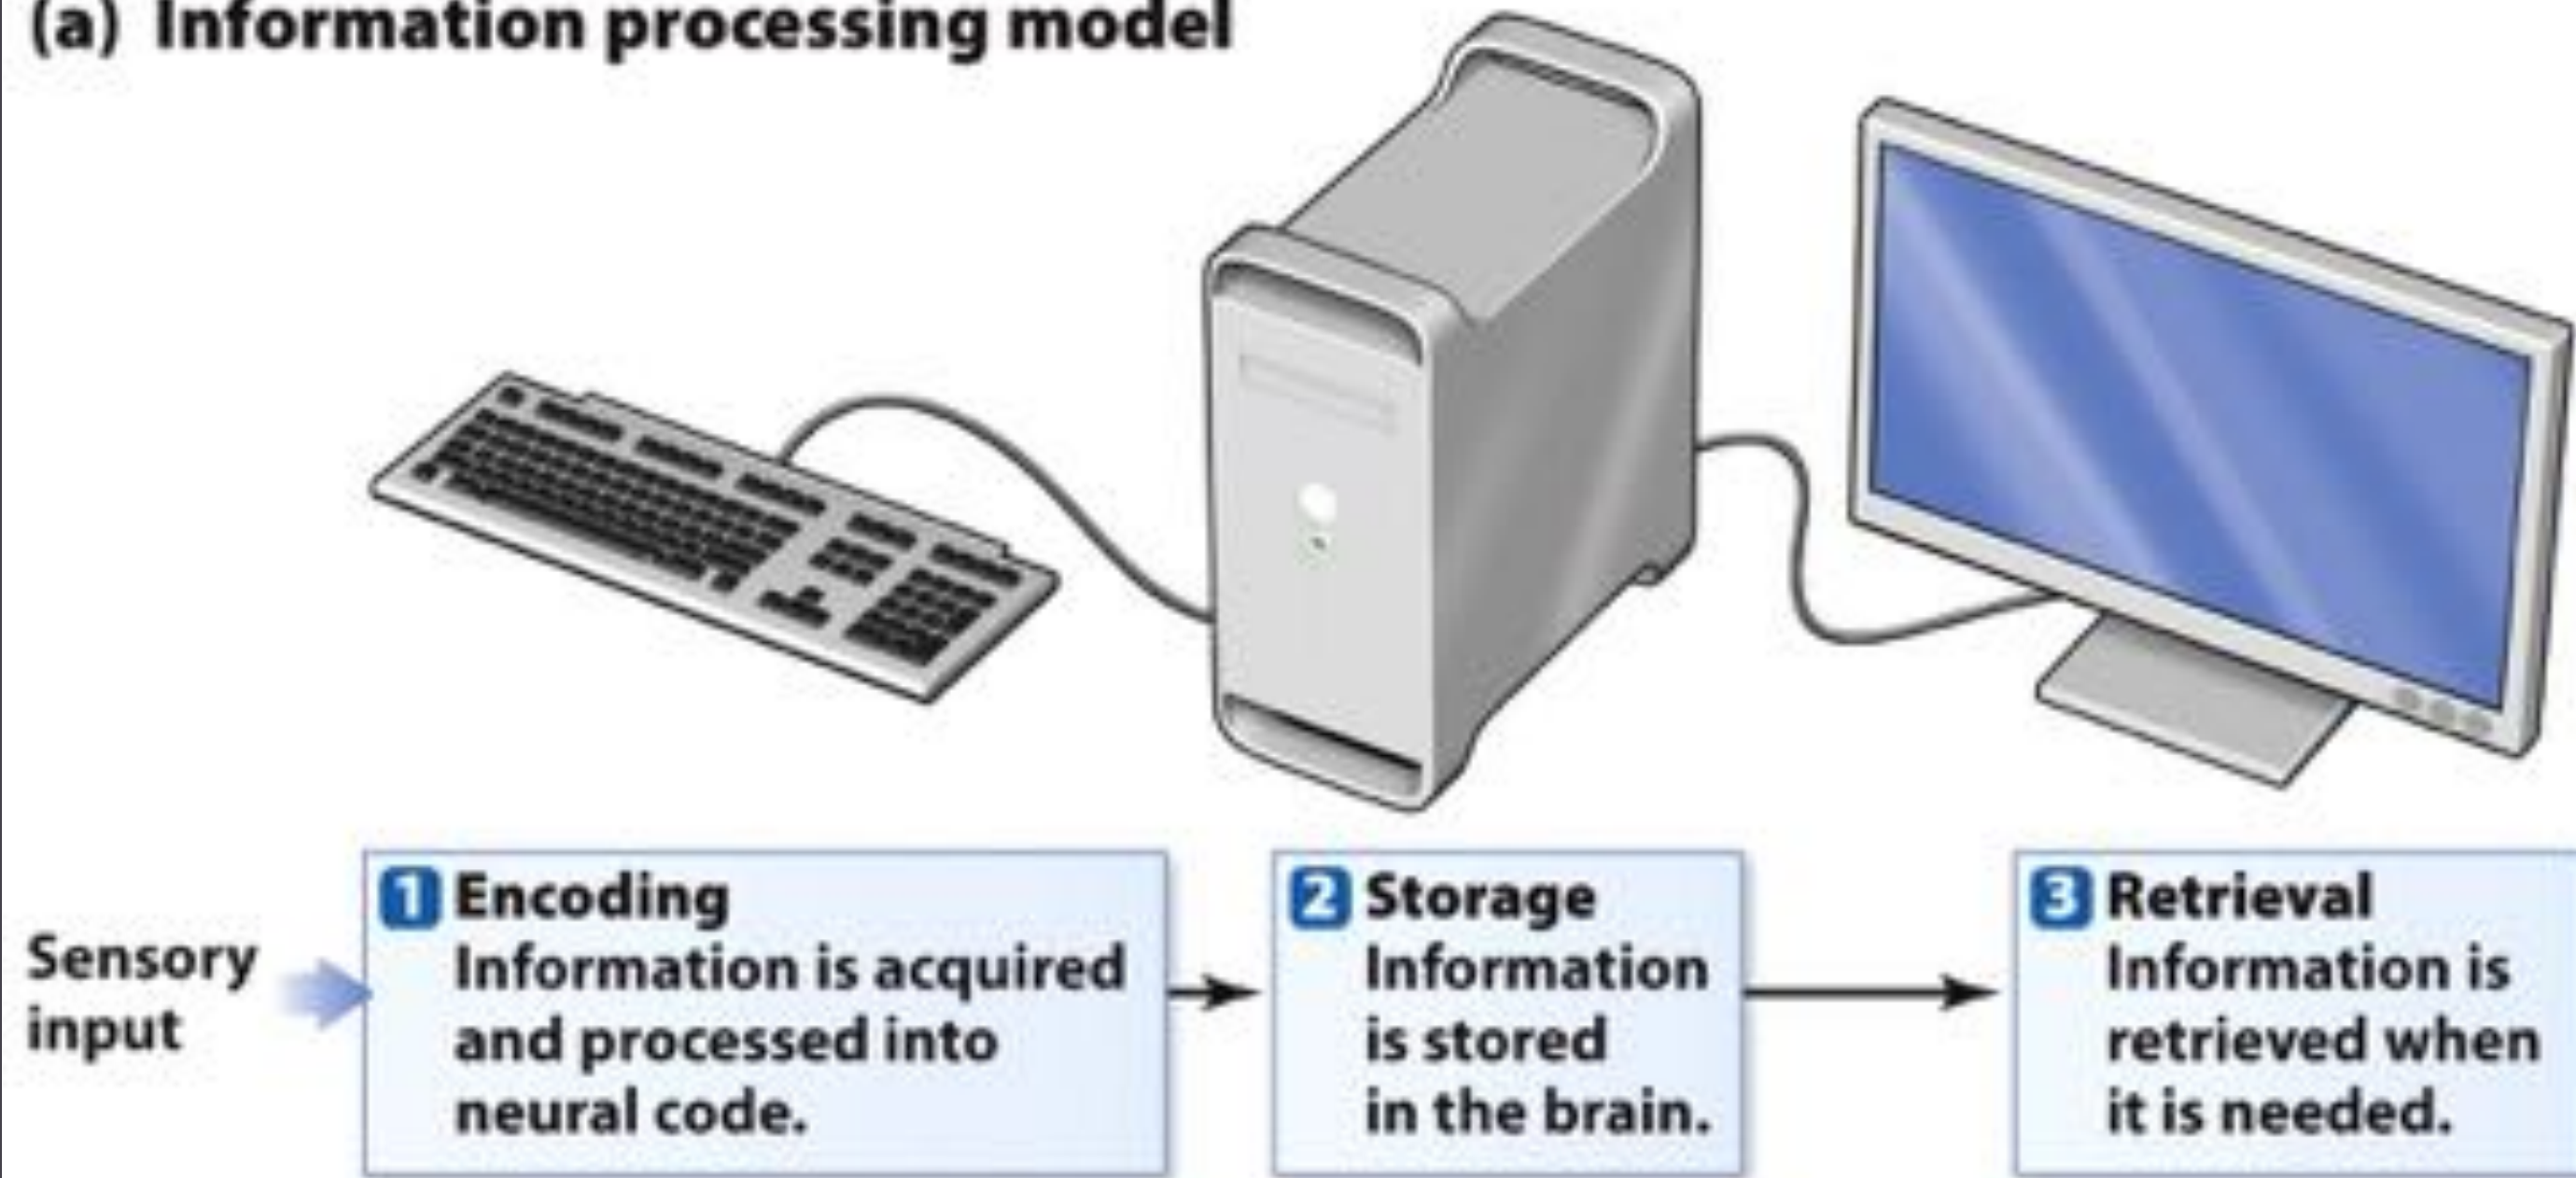 (a) Information processing model
Sensory
input
1 Encoding
Information is acquired
and processed into
neural code.
2 Storage
Information
is stored
in the brain.
3 Retrieval
Information is
retrieved when
it is needed.